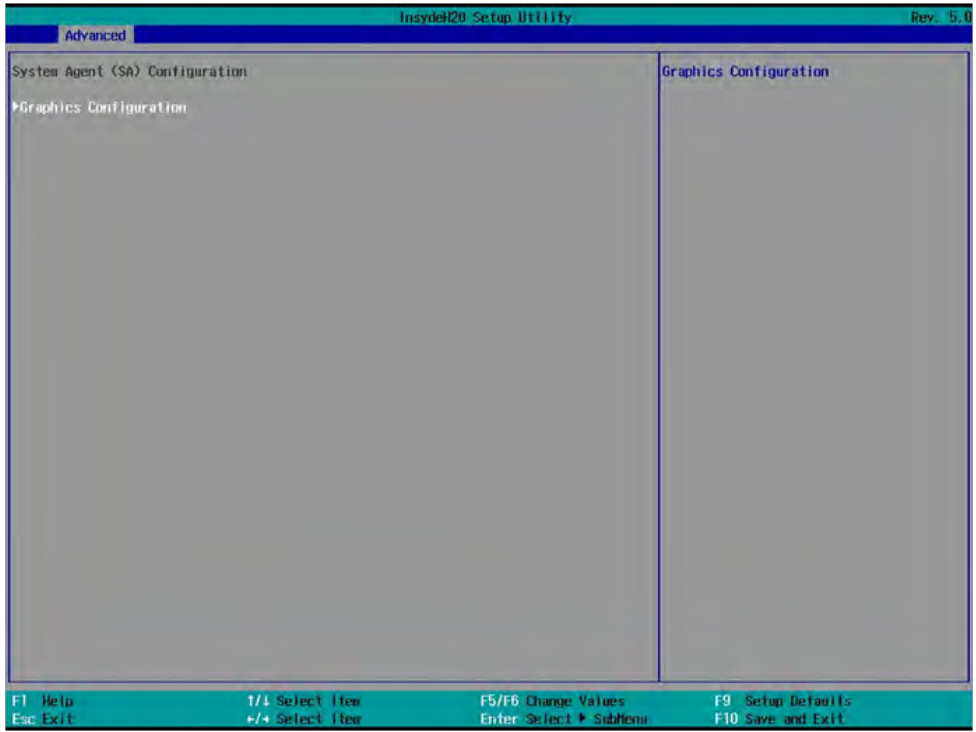 InsydeH20 Setup Utility Rev. 5.0
Advanced
System Agent (SA) Configuration
Graphics Configuration
▶Graphics Configuration
F1 Help ↑/↓ Select Item F5/F6 Change Values F9 Setup Defaults
Esc Exit ←/→ Select Item Enter Select ▶ SubMenu F10 Save and Exit